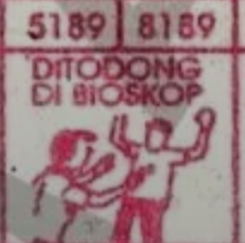 5189 8189
DITODONG
DI BIOSKOP